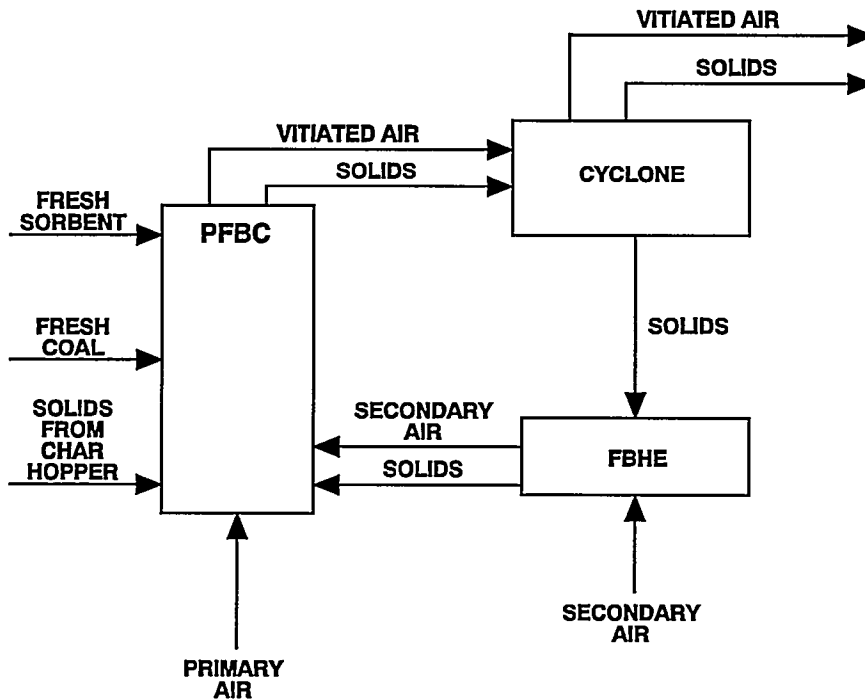 VITIATED AIR
SOLIDS
VITIATED AIR
SOLIDS
CYCLONE
FRESH
SORBENT
PFBC
SOLIDS
FRESH
COAL
SOLIDS
FROM
CHAR
HOPPER
SECONDARY
AIR
SOLIDS
FBHE
SECONDARY
AIR
PRIMARY
AIR